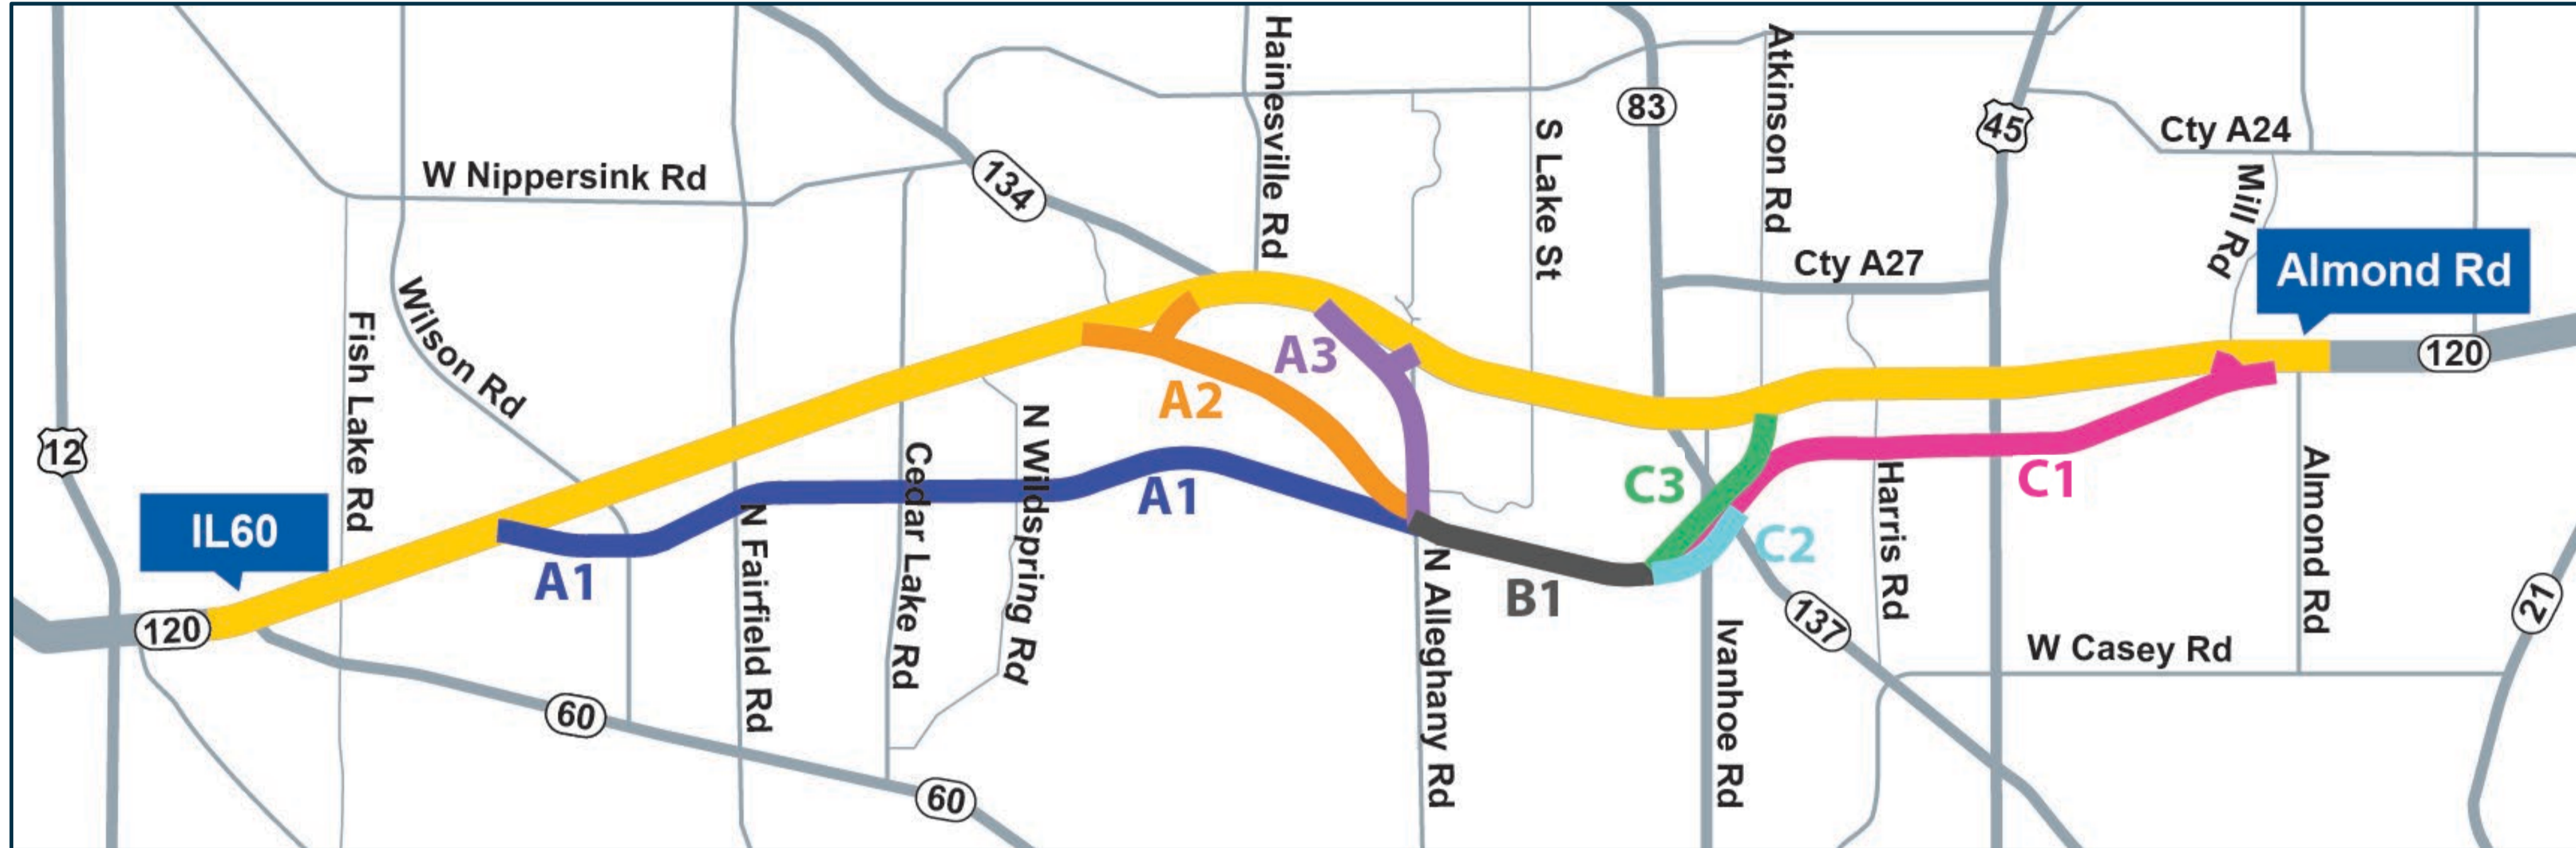 Hainesville Rd
Atkinson Rd
83
S Lake St
45
Cty A24
W Nippersink Rd
134
Mill Rd
Cty A27
Almond Rd
Wilson Rd
Fish Lake Rd
A3
120
A2
12
N Wildspring Rd
Cedar Lake Rd
A1
C3
Harris Rd
C1
Almond Rd
IL60
N Fairfield Rd
C2
A1
N Alleghany Rd
B1
21
120
137
Ivanhoe Rd
W Casey Rd
60
60